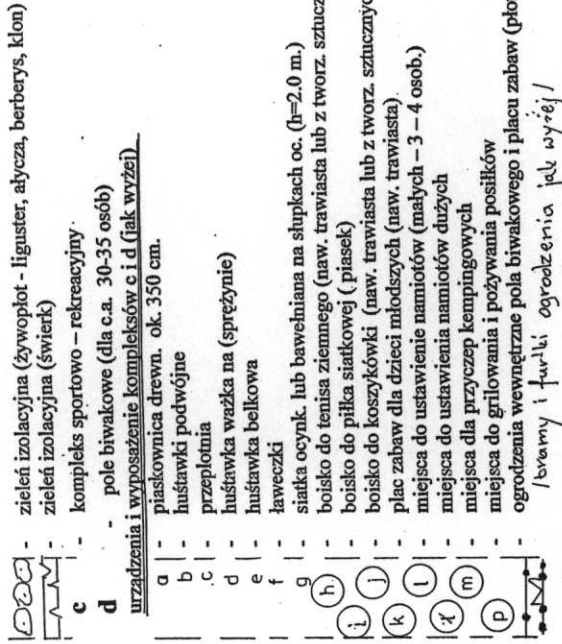 - zieleń izolacyjna (żywopłot - liguster, ałycza, berberys, klon)
- zieleń izolacyjna (świerk)
c - kompleks sportowo – rekreacyjny
d - pole biwakowe (dla c.a. 30-35 osób)
urządzenia i wyposażenie kompleksów c i d (jak wyżej)
a - piaskownica drewn. ok. 350 cm.
b - huśtawki podwójne
c - przeplotnia
d - huśtawka ważka na (sprężynie)
e - huśtawka belkowa
f - ławeczki
g - siatka ocynk. lub bawełniana na słupkach oc. (h=2.0 m.)
h - boisko do tenisa ziemnego (naw. trawiasta lub z tworz. sztucz
i - boisko do piłka siatkowej ( piasek)
j - boisko do koszykówki (naw. trawiasta lub z tworz. sztucznyc
k - plac zabaw dla dzieci młodszych (naw. trawiasta)
l - miejsca do ustawienie namiotów (małych – 3 – 4 osob.)
ł - miejsca do ustawienia namiotów dużych
m - miejsca dla przyczep kempingowych
p - miejsca do grilowania i pożywania posiłków
- ogrodzenia wewnętrzne pola biwakowego i placu zabaw (pło
/bramy i furtki ogrodzenia jak wyżej/